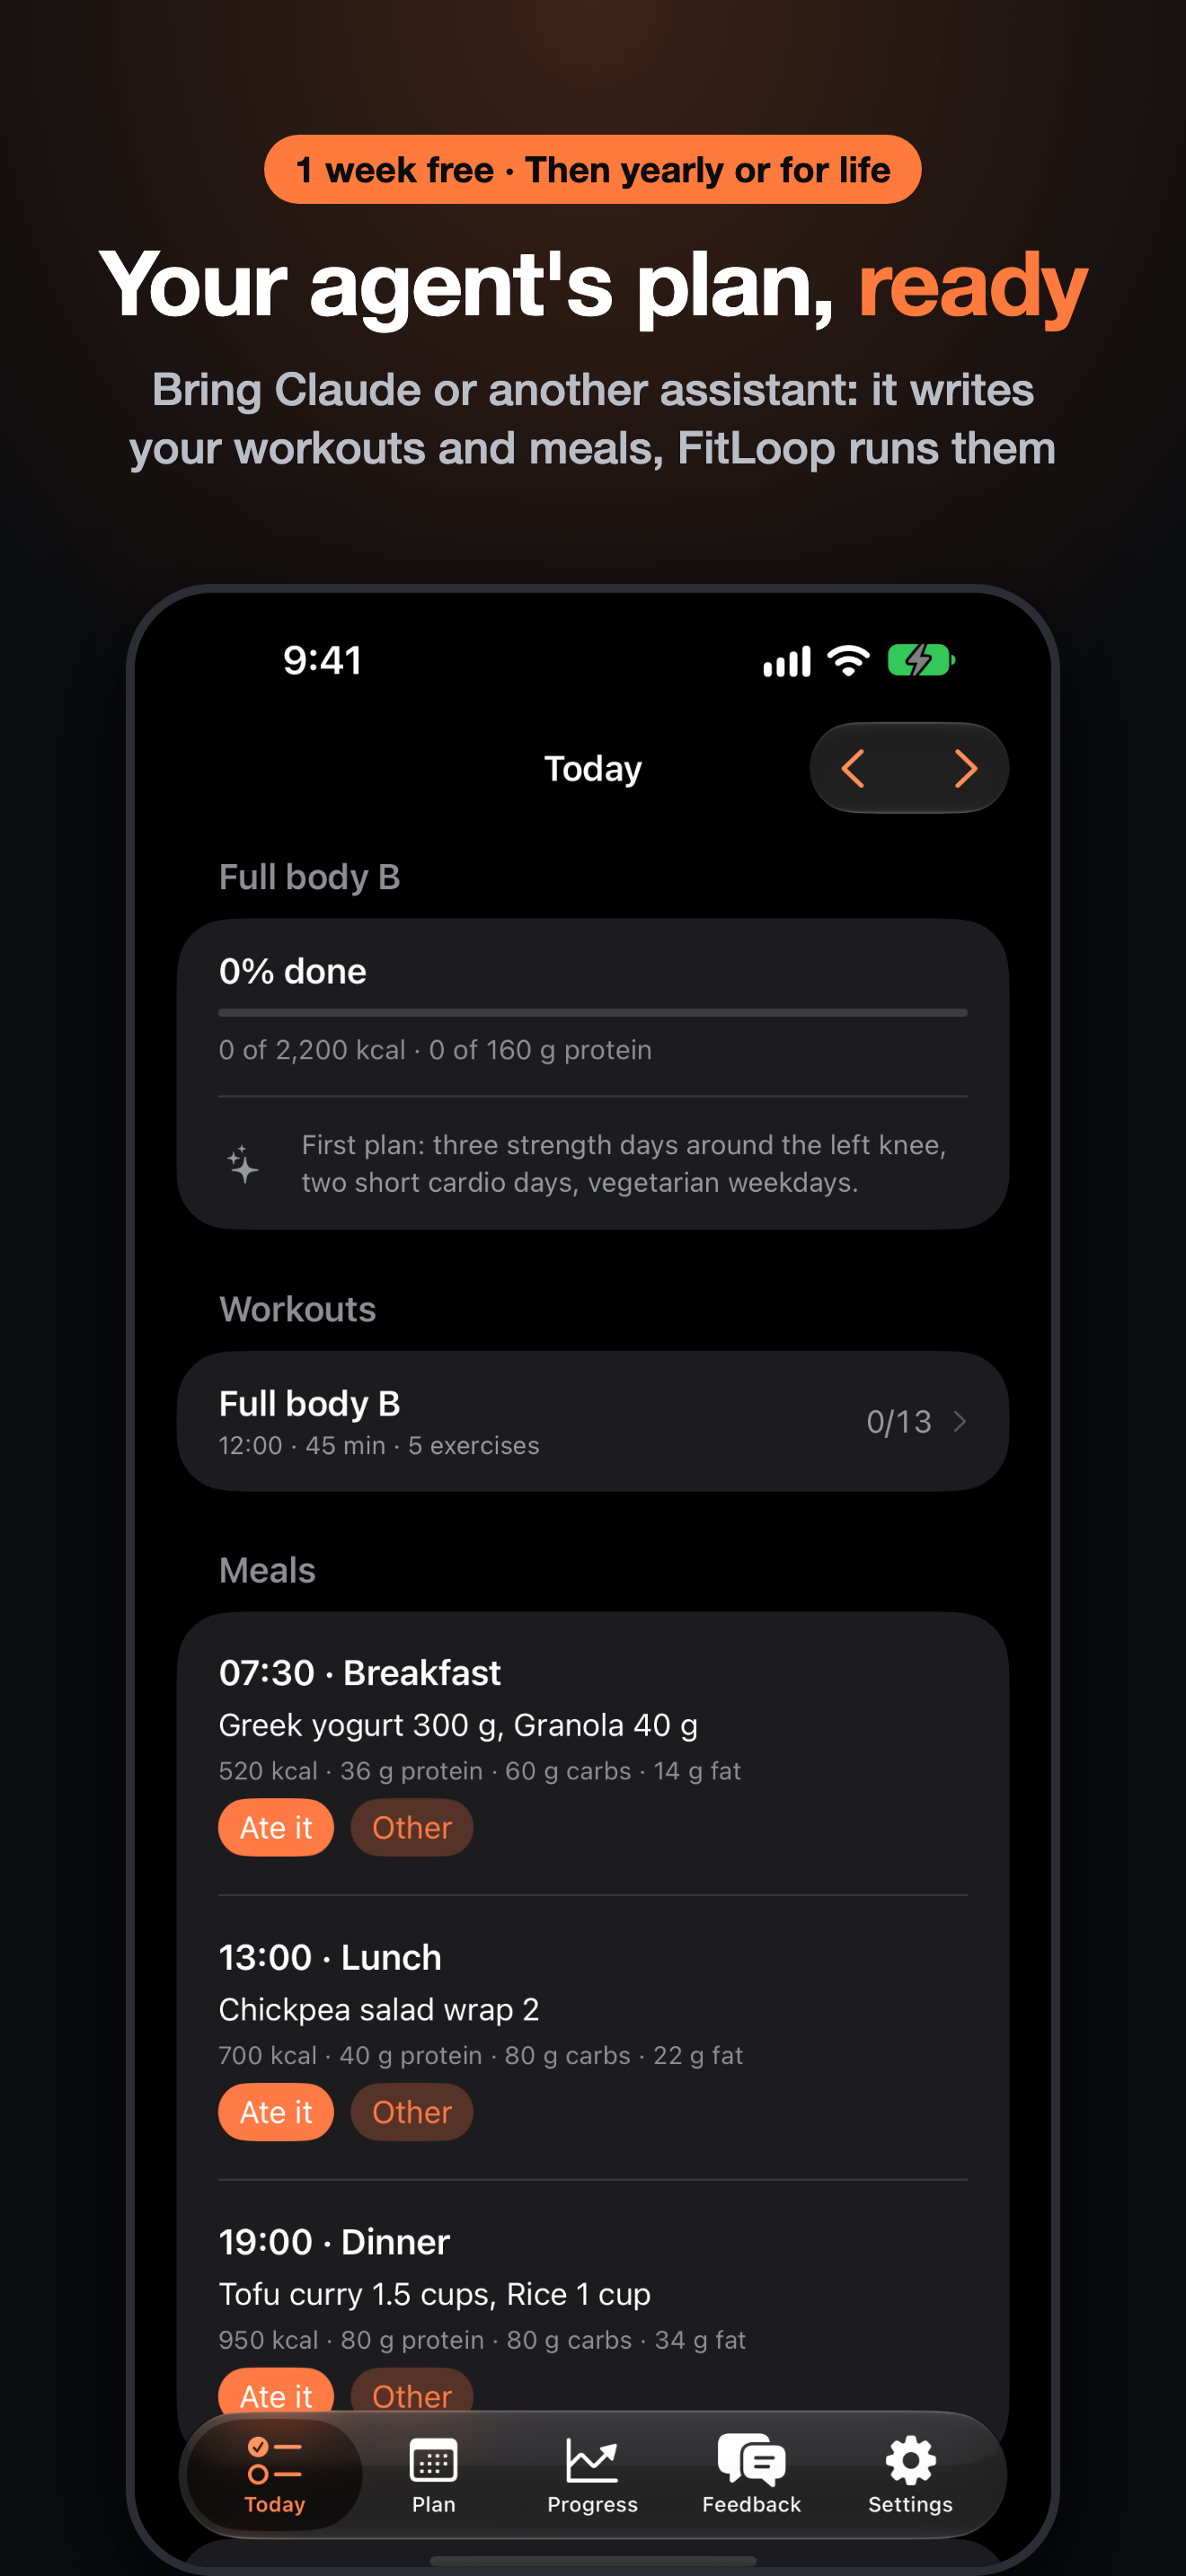 1 week free · Then yearly or for life
Your agent's plan, ready
Bring Claude or another assistant: it writes
your workouts and meals, FitLoop runs them
9:41
Today
Full body B
0% done
0 of 2,200 kcal · 0 of 160 g protein
First plan: three strength days around the left knee,
two short cardio days, vegetarian weekdays.
Workouts
Full body B
12:00 · 45 min · 5 exercises
0/13
Meals
07:30 · Breakfast
Greek yogurt 300 g, Granola 40 g
520 kcal · 36 g protein · 60 g carbs · 14 g fat
Ate it Other
13:00 · Lunch
Chickpea salad wrap 2
700 kcal · 40 g protein · 80 g carbs · 22 g fat
Ate it Other
19:00 · Dinner
Tofu curry 1.5 cups, Rice 1 cup
950 kcal · 80 g protein · 80 g carbs · 34 g fat
Ate it Other
Today Plan Progress Feedback Settings